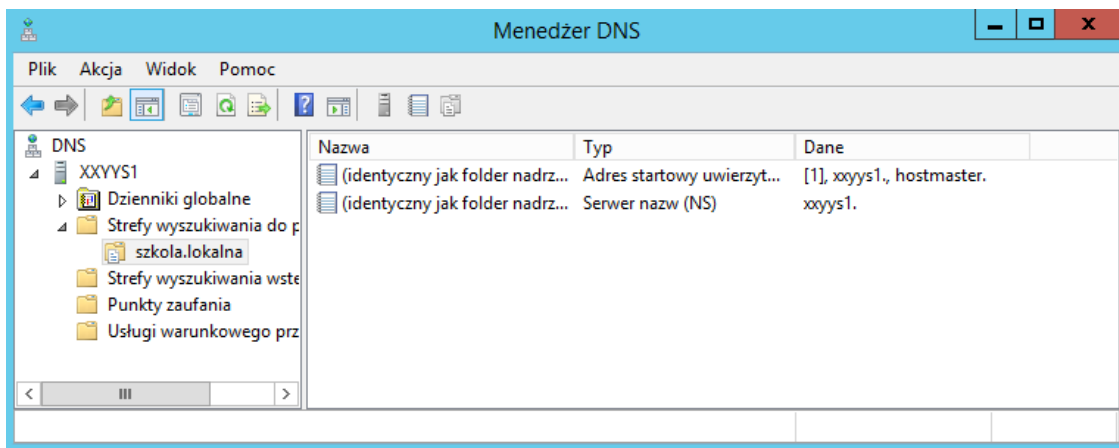 Menedżer DNS
Plik Akcja Widok Pomoc
DNS
XXYYS1
Dzienniki globalne
Strefy wyszukiwania do p
szkola.lokalna
Strefy wyszukiwania wste
Punkty zaufania
Usługi warunkowego prz
Nazwa Typ Dane
(identyczny jak folder nadrz... Adres startowy uwierzyt... [1], xxyys1., hostmaster.
(identyczny jak folder nadrz... Serwer nazw (NS) xxyys1.